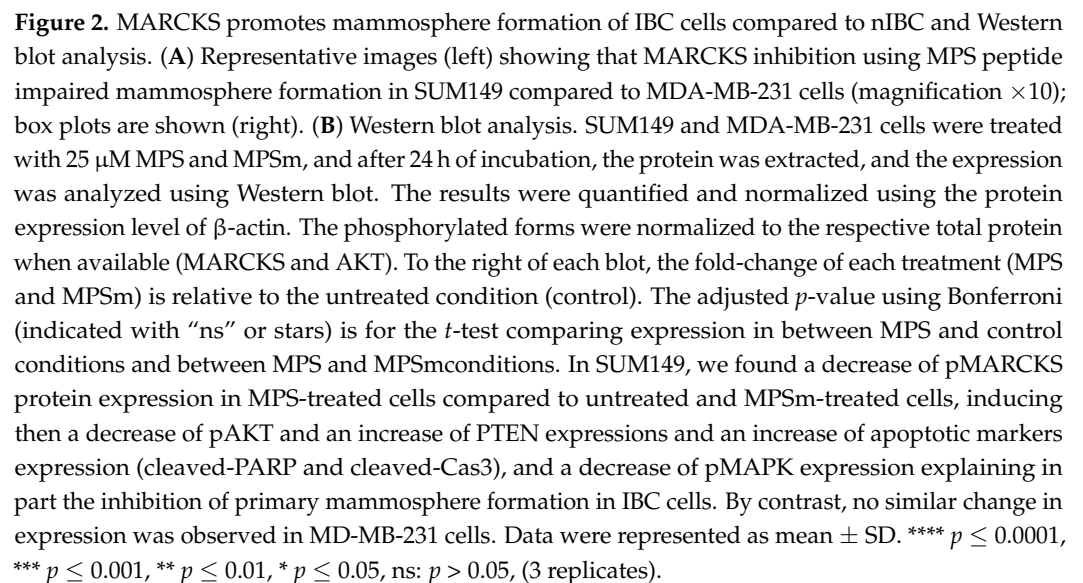 Figure 2. MARCKS promotes mammosphere formation of IBC cells compared to nIBC and Western
blot analysis. (A) Representative images (left) showing that MARCKS inhibition using MPS peptide
impaired mammosphere formation in SUM149 compared to MDA-MB-231 cells (magnification ×10);
box plots are shown (right). (B) Western blot analysis. SUM149 and MDA-MB-231 cells were treated
with 25 µM MPS and MPSm, and after 24 h of incubation, the protein was extracted, and the expression
was analyzed using Western blot. The results were quantified and normalized using the protein
expression level of β-actin. The phosphorylated forms were normalized to the respective total protein
when available (MARCKS and AKT). To the right of each blot, the fold-change of each treatment (MPS
and MPSm) is relative to the untreated condition (control). The adjusted p-value using Bonferroni
(indicated with “ns” or stars) is for the t-test comparing expression in between MPS and control
conditions and between MPS and MPSmconditions. In SUM149, we found a decrease of pMARCKS
protein expression in MPS-treated cells compared to untreated and MPSm-treated cells, inducing
then a decrease of pAKT and an increase of PTEN expressions and an increase of apoptotic markers
expression (cleaved-PARP and cleaved-Cas3), and a decrease of pMAPK expression explaining in
part the inhibition of primary mammosphere formation in IBC cells. By contrast, no similar change in
expression was observed in MD-MB-231 cells. Data were represented as mean ± SD. **** p ≤ 0.0001,
*** p ≤ 0.001, ** p ≤ 0.01, * p ≤ 0.05, ns: p > 0.05, (3 replicates).